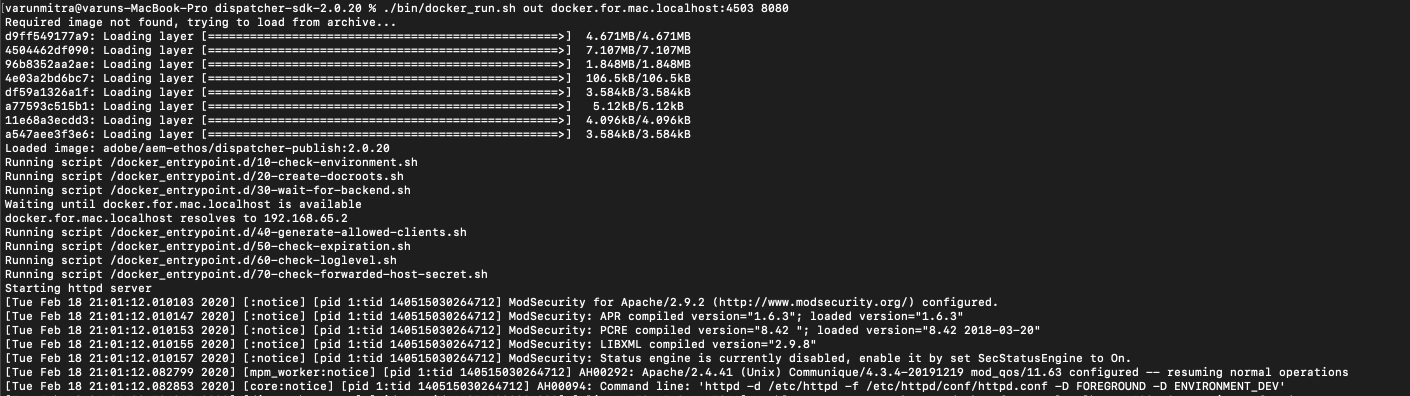 [varunmitra@varuns-MacBook-Pro dispatcher-sdk-2.0.20 % ./bin/docker_run.sh out docker.for.mac.localhost:4503 8080
Required image not found, trying to load from archive...
d9ff549177a9: Loading layer [==================================================>]  4.671MB/4.671MB
4504462df090: Loading layer [==================================================>]  7.107MB/7.107MB
96b8352aa2ae: Loading layer [==================================================>]  1.848MB/1.848MB
4e03a2bd6bc7: Loading layer [==================================================>]  106.5kB/106.5kB
df59a1326a1f: Loading layer [==================================================>]  3.584kB/3.584kB
a77593c515b1: Loading layer [==================================================>]   5.12kB/5.12kB
11e68a3ecdd3: Loading layer [==================================================>]  4.096kB/4.096kB
a547aee3f3e6: Loading layer [==================================================>]  3.584kB/3.584kB
Loaded image: adobe/aem-ethos/dispatcher-publish:2.0.20
Running script /docker_entrypoint.d/10-check-environment.sh
Running script /docker_entrypoint.d/20-create-docroots.sh
Running script /docker_entrypoint.d/30-wait-for-backend.sh
Waiting until docker.for.mac.localhost is available
docker.for.mac.localhost resolves to 192.168.65.2
Running script /docker_entrypoint.d/40-generate-allowed-clients.sh
Running script /docker_entrypoint.d/50-check-expiration.sh
Running script /docker_entrypoint.d/60-check-loglevel.sh
Running script /docker_entrypoint.d/70-check-forwarded-host-secret.sh
Starting httpd server
[Tue Feb 18 21:01:12.010103 2020] [:notice] [pid 1:tid 140515030264712] ModSecurity for Apache/2.9.2 (http://www.modsecurity.org/) configured.
[Tue Feb 18 21:01:12.010147 2020] [:notice] [pid 1:tid 140515030264712] ModSecurity: APR compiled version="1.6.3"; loaded version="1.6.3"
[Tue Feb 18 21:01:12.010153 2020] [:notice] [pid 1:tid 140515030264712] ModSecurity: PCRE compiled version="8.42 "; loaded version="8.42 2018-03-20"
[Tue Feb 18 21:01:12.010155 2020] [:notice] [pid 1:tid 140515030264712] ModSecurity: LIBXML compiled version="2.9.8"
[Tue Feb 18 21:01:12.010157 2020] [:notice] [pid 1:tid 140515030264712] ModSecurity: Status engine is currently disabled, enable it by set SecStatusEngine to On.
[Tue Feb 18 21:01:12.082799 2020] [mpm_worker:notice] [pid 1:tid 140515030264712] AH00292: Apache/2.4.41 (Unix) Communique/4.3.4-20191219 mod_qos/11.63 configured -- resuming normal operations
[Tue Feb 18 21:01:12.082853 2020] [core:notice] [pid 1:tid 140515030264712] AH00094: Command line: 'httpd -d /etc/httpd -f /etc/httpd/conf/httpd.conf -D FOREGROUND -D ENVIRONMENT_DEV'